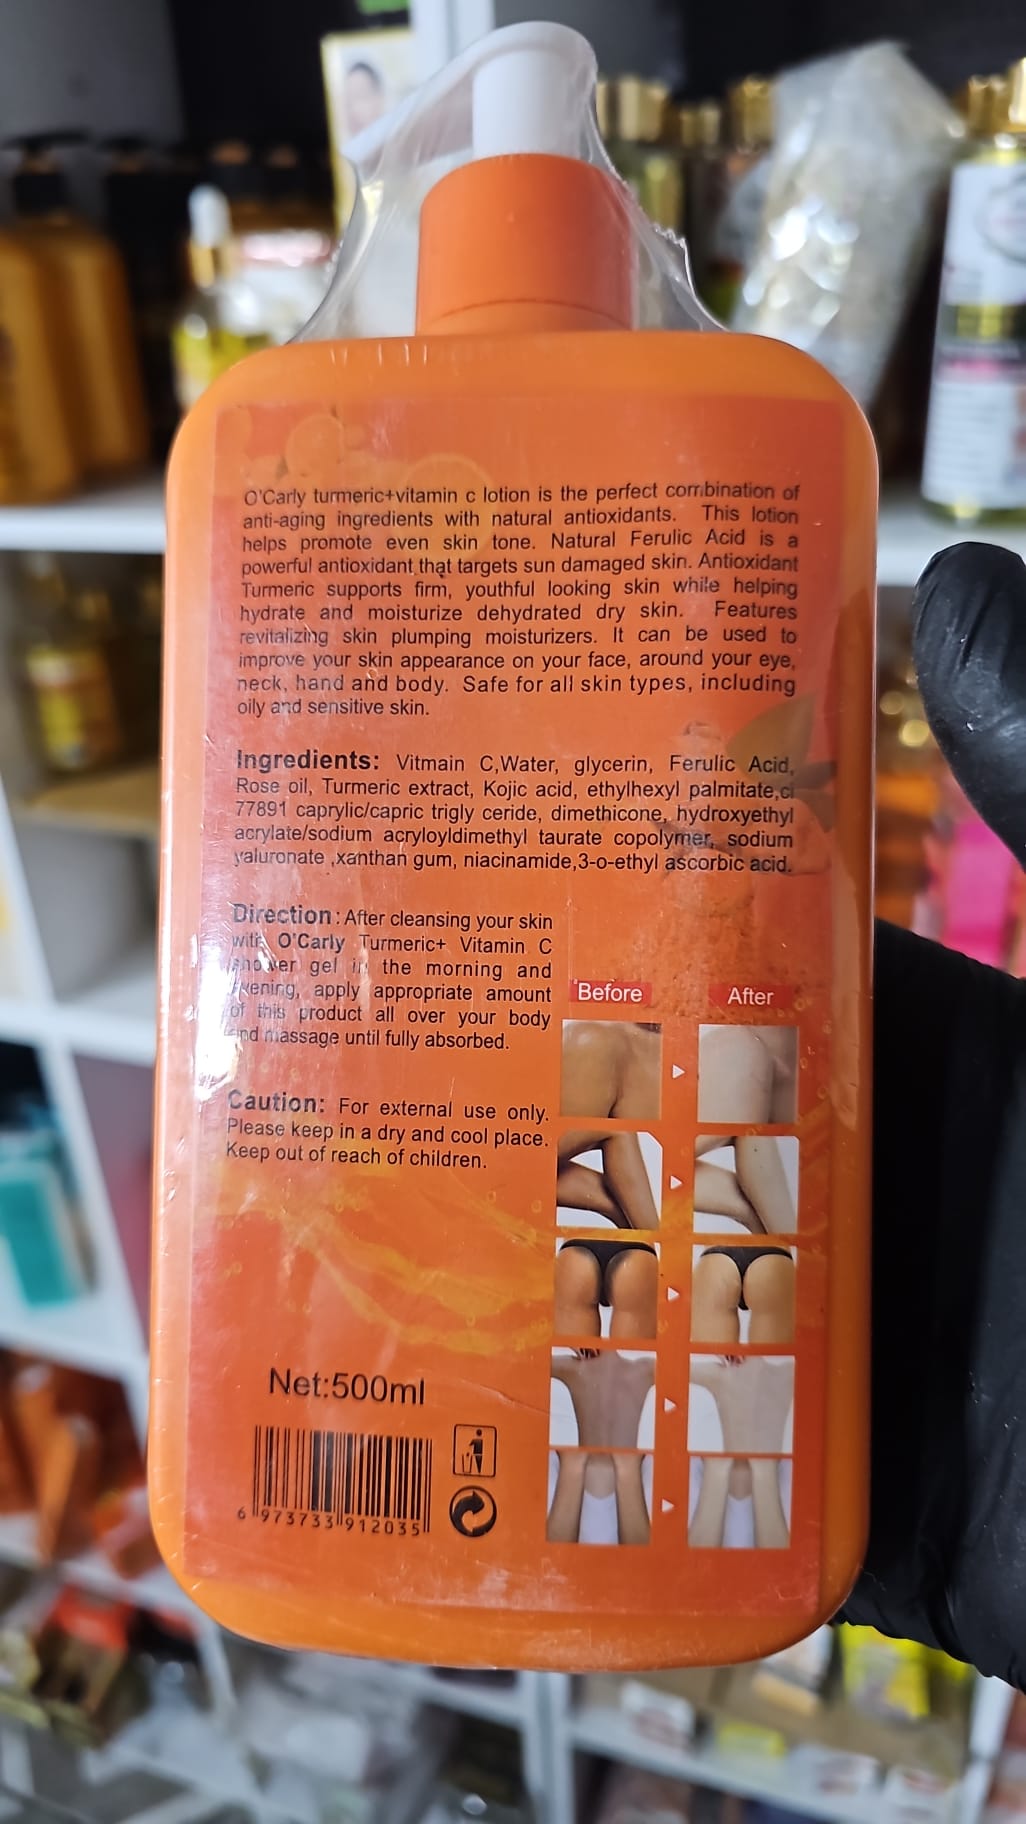 O'Carly turmeric+vitamin c lotion is the perfect combination of
anti-aging ingredients with natural antioxidants. This lotion
helps promote even skin tone. Natural Ferulic Acid is a
powerful antioxidant that targets sun damaged skin. Antioxidant
Turmeric supports firm, youthful looking skin while helping
hydrate and moisturize dehydrated dry skin. Features
revitalizing skin plumping moisturizers. It can be used to
improve your skin appearance on your face, around your eye,
neck, hand and body. Safe for all skin types, including
oily and sensitive skin.
Ingredients: Vitmain C,Water, glycerin, Ferulic Acid,
Rose oil, Turmeric extract, Kojic acid, ethylhexyl palmitate,ci
77891 caprylic/capric trigly ceride, dimethicone, hydroxyethyl
acrylate/sodium acryloyldimethyl taurate copolymer, sodium
yaluronate ,xanthan gum, niacinamide,3-o-ethyl ascorbic acid.
Direction: After cleansing your skin
with O'Carly Turmeric+ Vitamin C
shower gel in the morning and
evening, apply appropriate amount
of this product all over your body
and massage until fully absorbed.
Caution: For external use only.
Please keep in a dry and cool place.
Keep out of reach of children.
Before After
Net:500ml
6 973733 912035